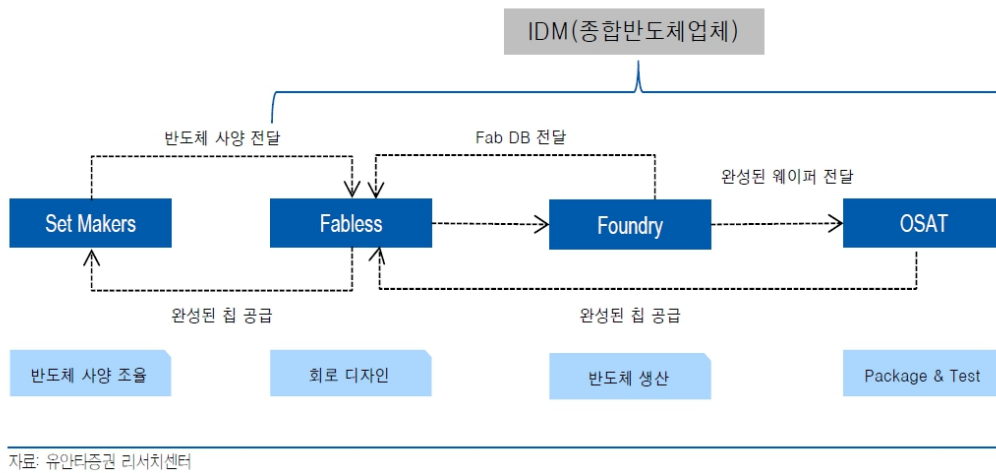 IDM(종합반도체업체)
반도체 사양 전달
Fab DB 전달
완성된 웨이퍼 전달
Set Makers
Fabless
Foundry
OSAT
완성된 칩 공급
완성된 칩 공급
반도체 사양 조율
회로 디자인
반도체 생산
Package & Test
자료: 유안타증권 리서치센터